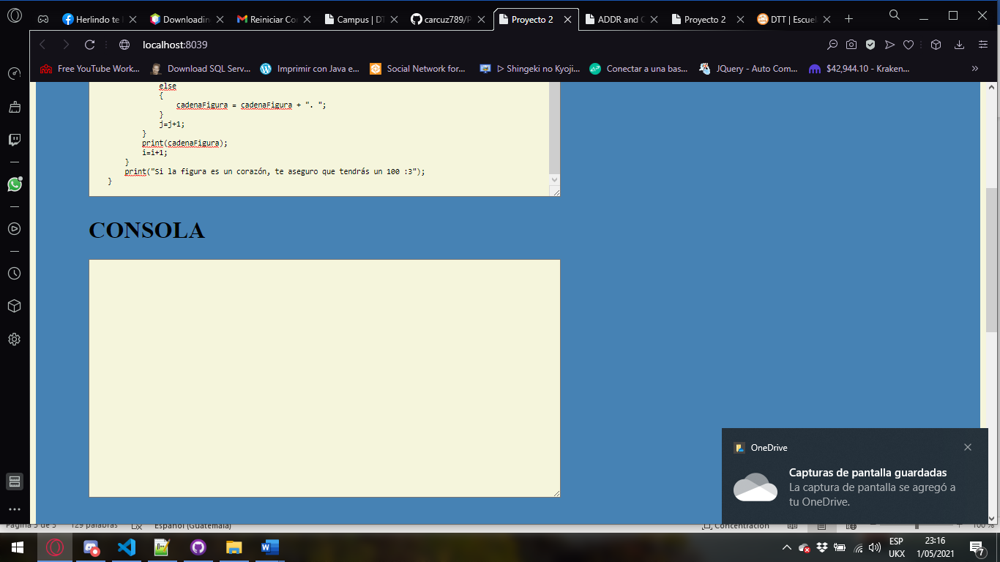 Herlindo te
Downloadin
Reiniciar Co
Campus | DT
carcuz789/P
Proyecto 2
ADDR and C
Proyecto 2
DTT | Escuel
localhost:8039
Free YouTube Work...
Download SQL Serv...
Imprimir con Java e...
Social Network for...
▷ Shingeki no Kyoji...
Conectar a una bas...
JQuery - Auto Com...
$42,944.10 - Kraken...
»
else
{
cadenaFigura = cadenaFigura + ". ";
}
j=j+1;
}
print(cadenaFigura);
i=i+1;
}
print("Si la figura es un corazón, te aseguro que tendrás un 100 :3");
}
CONSOLA
OneDrive
Capturas de pantalla guardadas
La captura de pantalla se agregó a
tu OneDrive.
Página 3 de 3
129 palabras
Español (Guatemala)
Concentración
100 %
ESP
UKX
23:16
1/05/2021
7